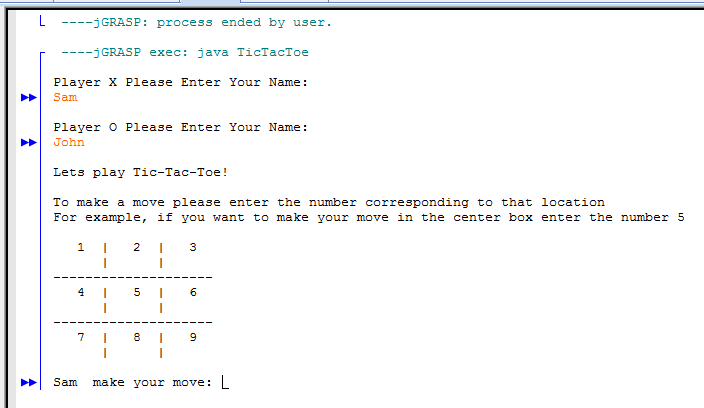 ----jGRASP: process ended by user.
----jGRASP exec: java TicTacToe
Player X Please Enter Your Name:
Sam
Player O Please Enter Your Name:
John
Lets play Tic-Tac-Toe!
To make a move please enter the number corresponding to that location
For example, if you want to make your move in the center box enter the number 5
1 | 2 | 3
| |
--------------------
4 | 5 | 6
| |
--------------------
7 | 8 | 9
| |
Sam  make your move: